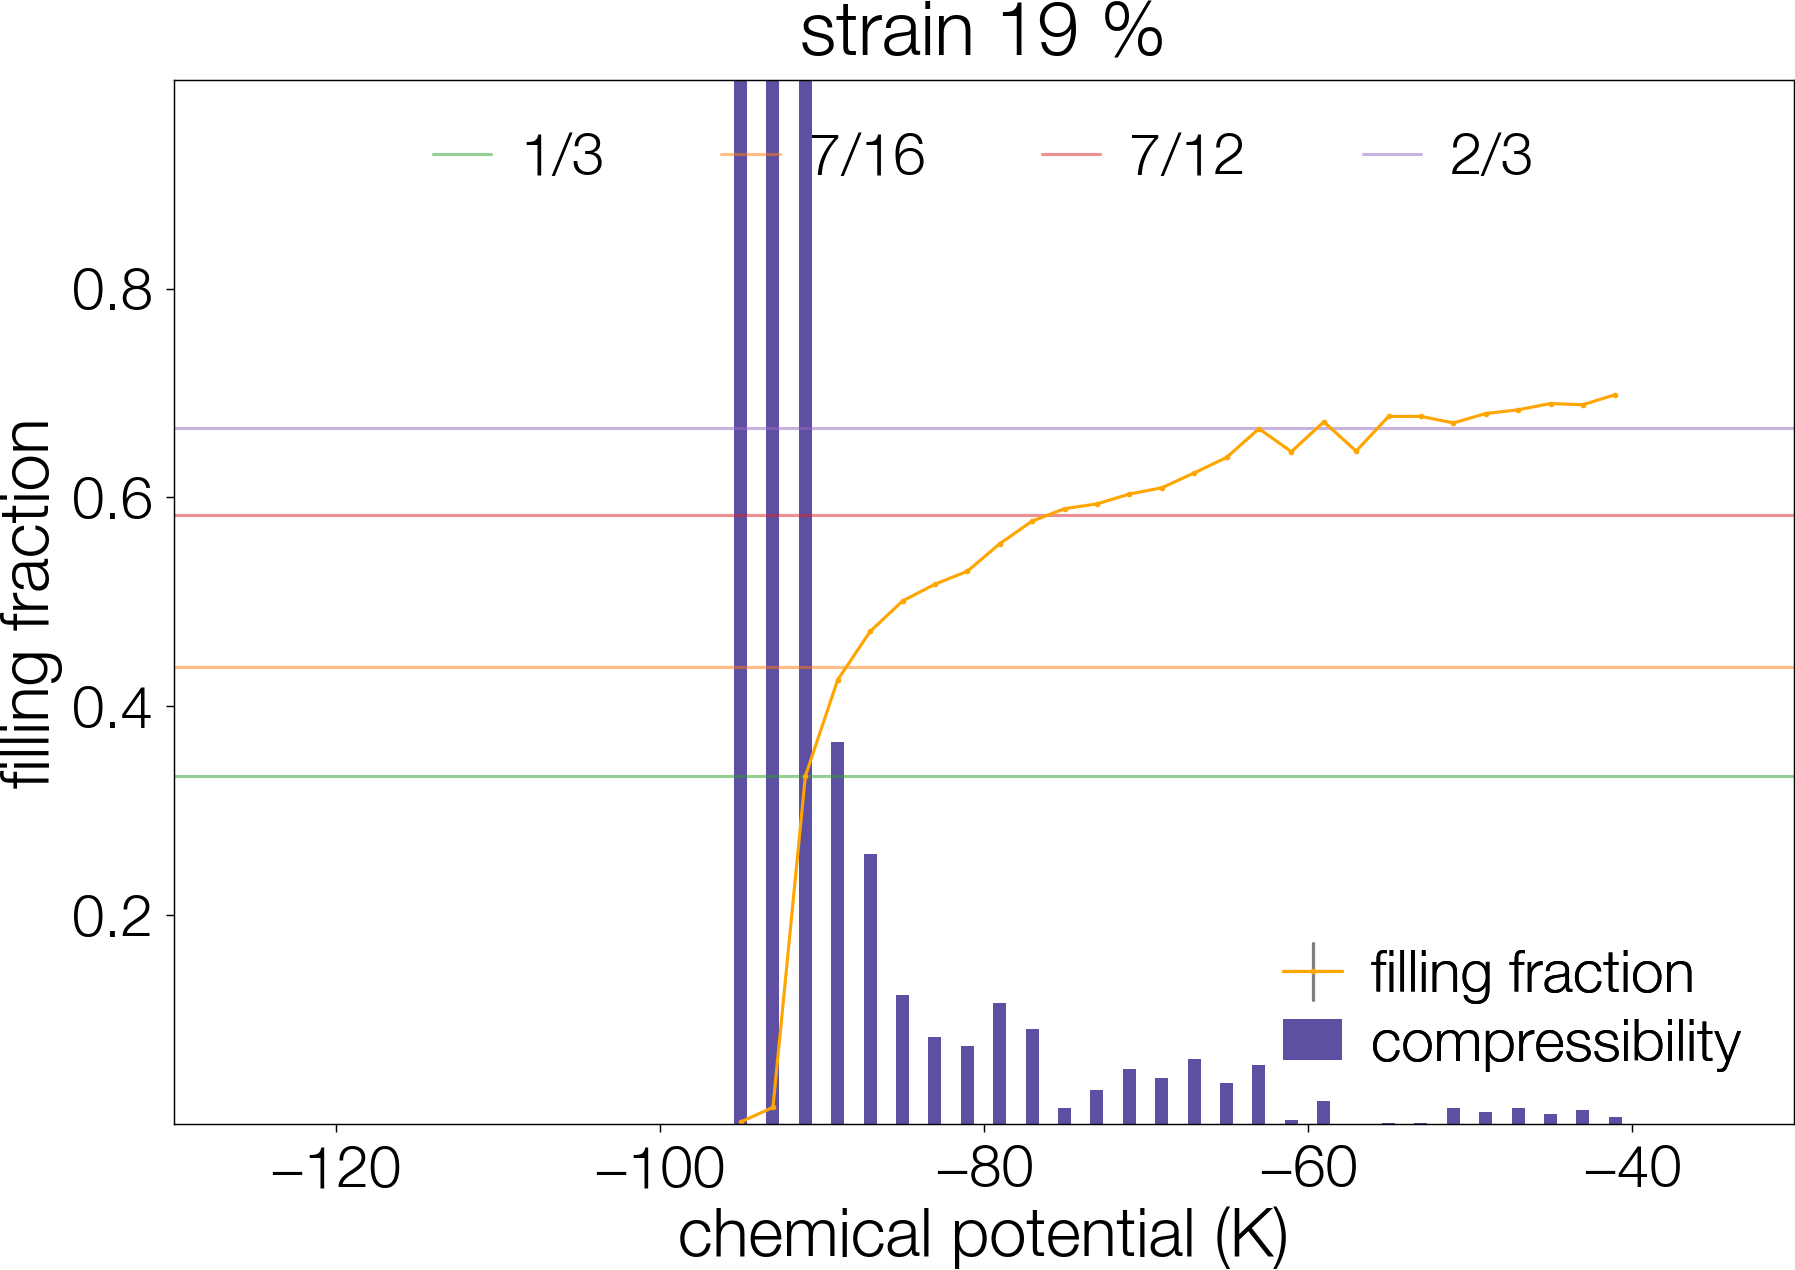 strain 19 %
1/3 7/16 7/12 2/3
0.8
0.6
0.4
0.2
filling fraction
filling fraction
compressibility
−120 −100 −80 −60 −40
chemical potential (K)